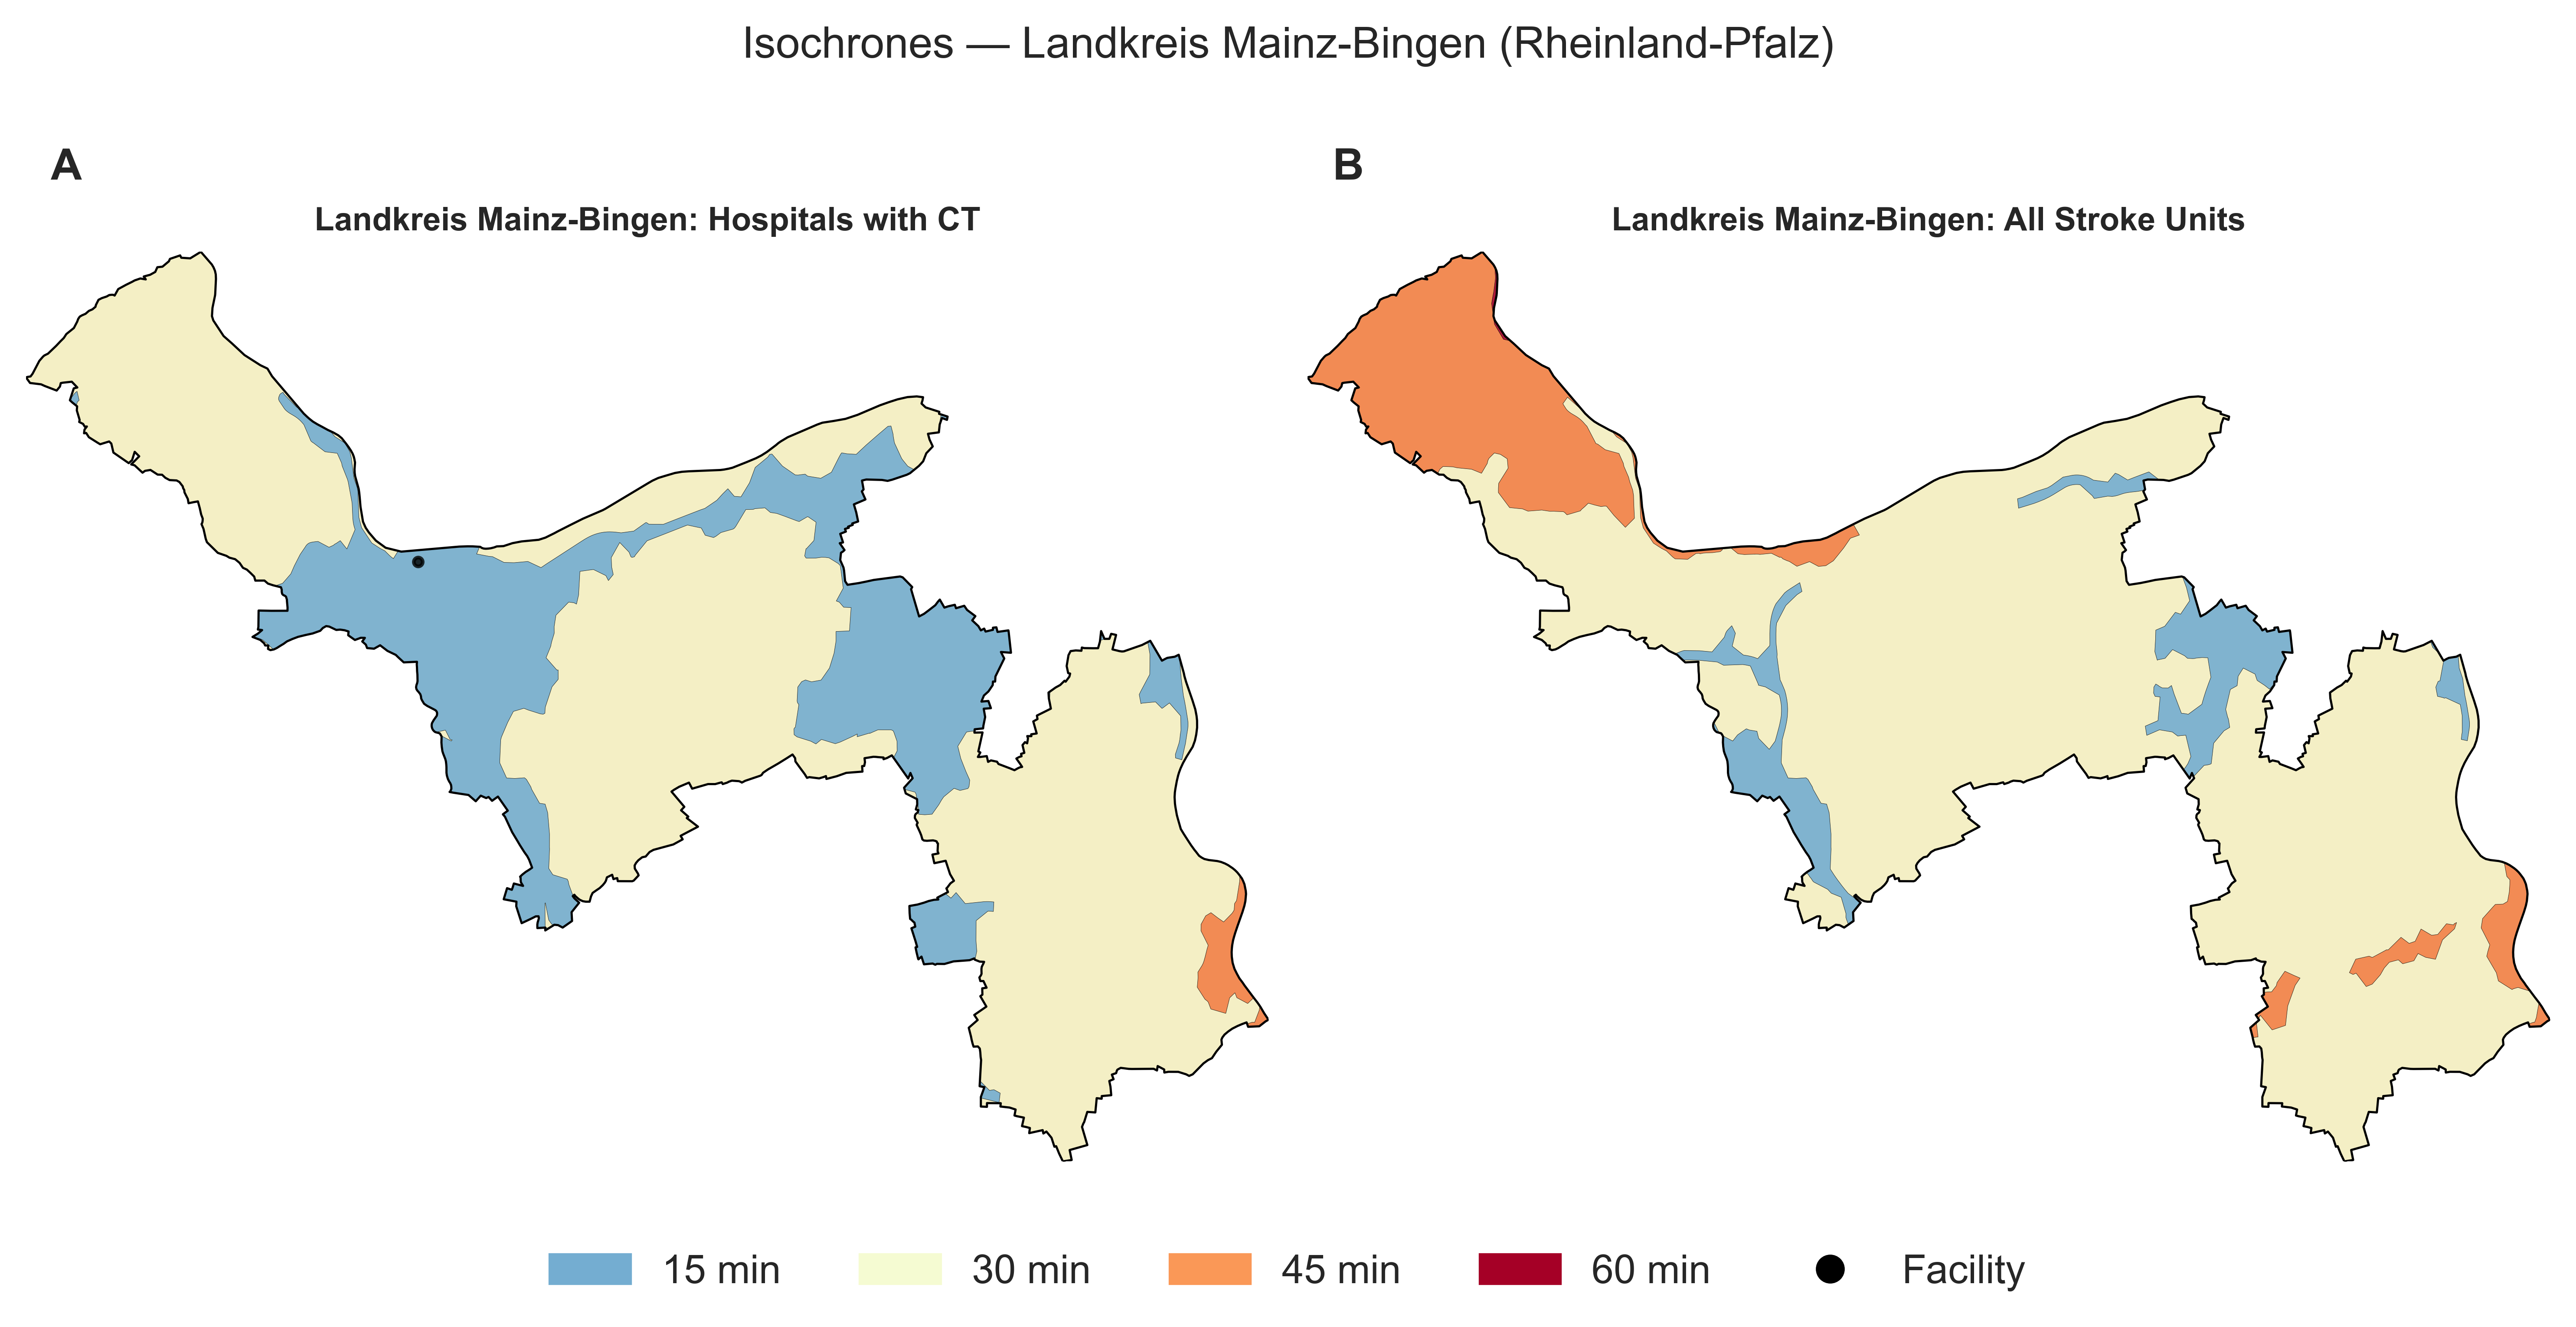 Isochrones — Landkreis Mainz-Bingen (Rheinland-Pfalz)
A
Landkreis Mainz-Bingen: Hospitals with CT
B
Landkreis Mainz-Bingen: All Stroke Units
15 min
30 min
45 min
60 min
Facility